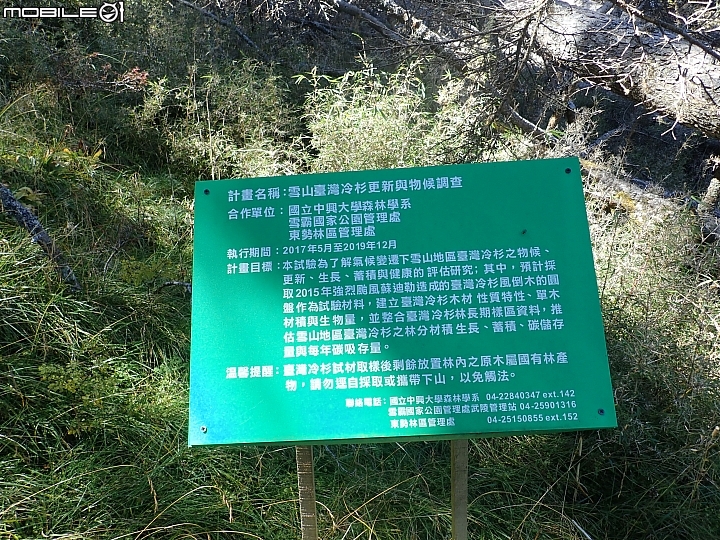 MOBILE01
計畫名稱：雪山臺灣冷杉更新與物候調查
合作單位：國立中興大學森林學系
雪霸國家公園管理處
東勢林區管理處
執行期間：2017年5月至2019年12月
計畫目標：本試驗為了解氣候變遷下雪山地區臺灣冷杉之物候、
更新、生長、蓄積與健康的評估研究；其中，預計採
取2015年強烈颱風蘇迪勒造成的臺灣冷杉風倒木的圓
盤作為試驗材料，建立臺灣冷杉木材 性質特性、單木
材積與生物量，並整合臺灣冷杉林長期樣區資料，推
估雪山地區臺灣冷杉之林分材積生長、蓄積、碳儲存
量與每年碳吸存量。
溫馨提醒：臺灣冷杉試材取樣後剩餘放置林內之原木屬國有林產
物，請勿逕自採取或攜帶下山，以免觸法。
聯絡電話：國立中興大學森林學系 04-22840347 ext.142
雪霸國家公園管理處武陵管理站 04-25901316
東勢林區管理處 04-25150855 ext.152